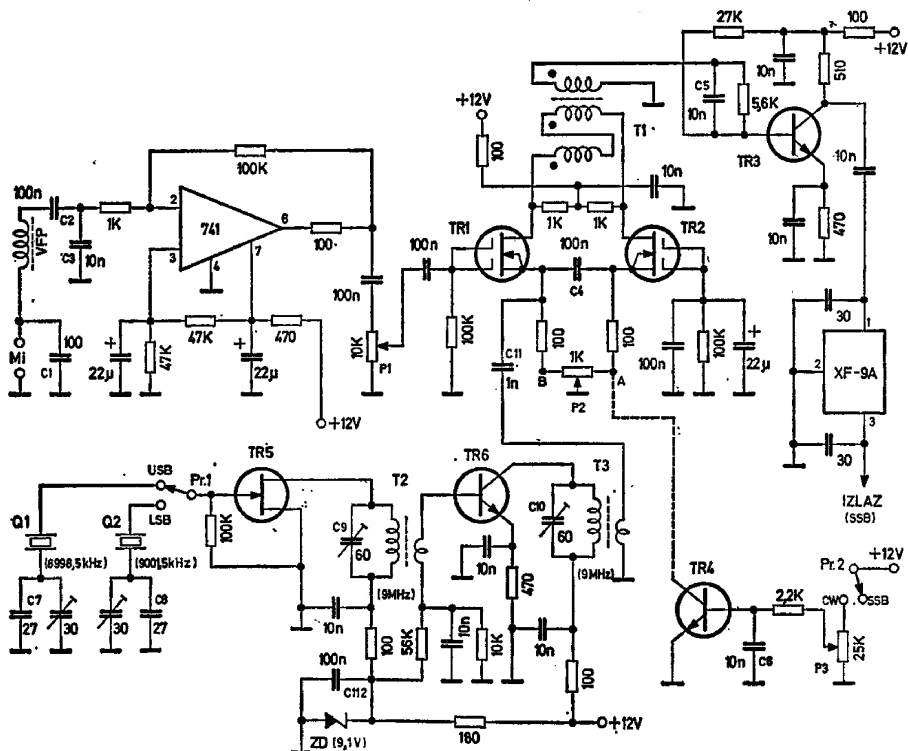 27K
100
+12V
10n
510
C5
10n
5,6K
TR3
10n
10n
470
+12V
100
T1
10n
1K
1K
TR1
TR2
100n
100n
C4
100K
100
100
C11
1n
B
1K
A
P2
100n
100K
+
22µ
30
1
2
XF-9A
3
30
IZLAZ
(SSB)
100K
100n
C2
1K
2
741
6
100
3
7
4
VFP
C3
10n
100n
47K
470
10K
P1
Mi
100
C1
+
22µ
47K
+
22µ
+12V
TR5
USB
Pr.1
LSB
Q1
Q2
(8998,5kHz)
(9001,5kHz)
C7
27
30
30
C8
27
100K
T2
C9
60
(9MHz)
10n
100
56K
10n
10K
TR6
10n
470
10n
T3
C10
60
(9MHz)
100
100n
C112
ZD (9,1V)
180
+12V
TR4
2,2K
10n
C6
Pr.2
+12V
CW
SSB
25K
P3